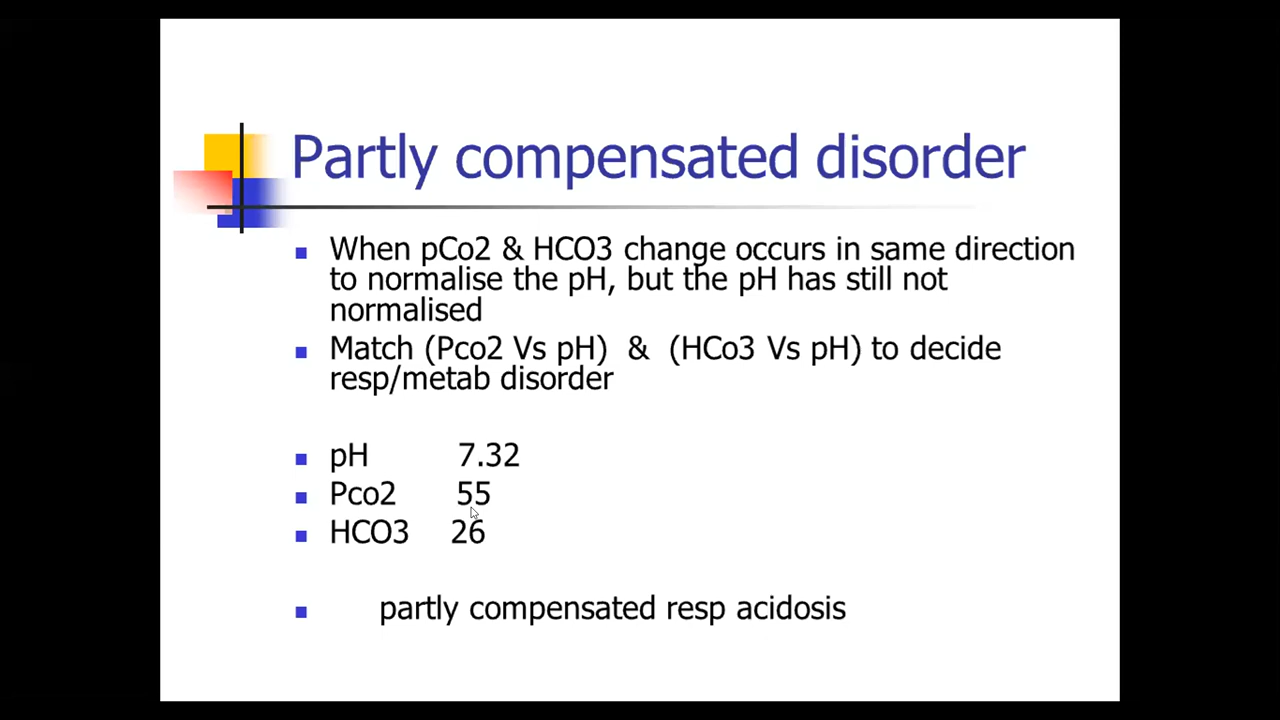 Partly compensated disorder
When pCo2 & HCO3 change occurs in same direction
to normalise the pH, but the pH has still not
normalised
Match (Pco2 Vs pH) & (HCo3 Vs pH) to decide
resp/metab disorder
pH 7.32
Pco2 55
HCO3 26
partly compensated resp acidosis